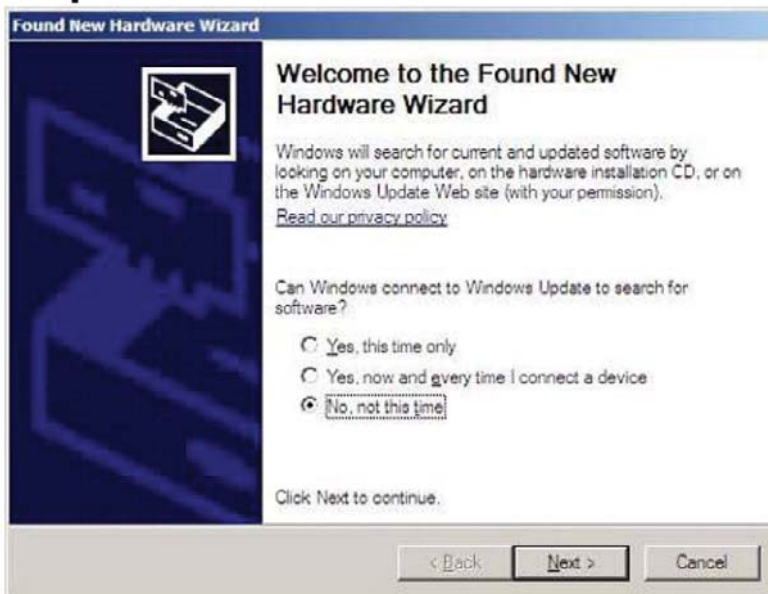 Found New Hardware Wizard
Welcome to the Found New
Hardware Wizard
Windows will search for current and updated software by
looking on your computer, on the hardware installation CD, or on
the Windows Update Web site (with your permission).
Read our privacy policy
Can Windows connect to Windows Update to search for
software?
Yes, this time only
Yes, now and every time I connect a device
No, not this time
Click Next to continue.
< Back Next > Cancel